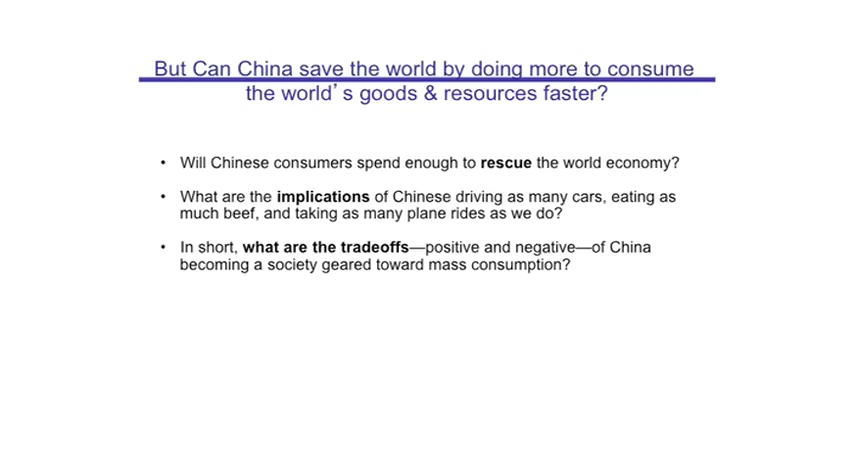 But Can China save the world by doing more to consume
the world's goods & resources faster?
• Will Chinese consumers spend enough to rescue the world economy?
• What are the implications of Chinese driving as many cars, eating as
much beef, and taking as many plane rides as we do?
• In short, what are the tradeoffs—positive and negative—of China
becoming a society geared toward mass consumption?